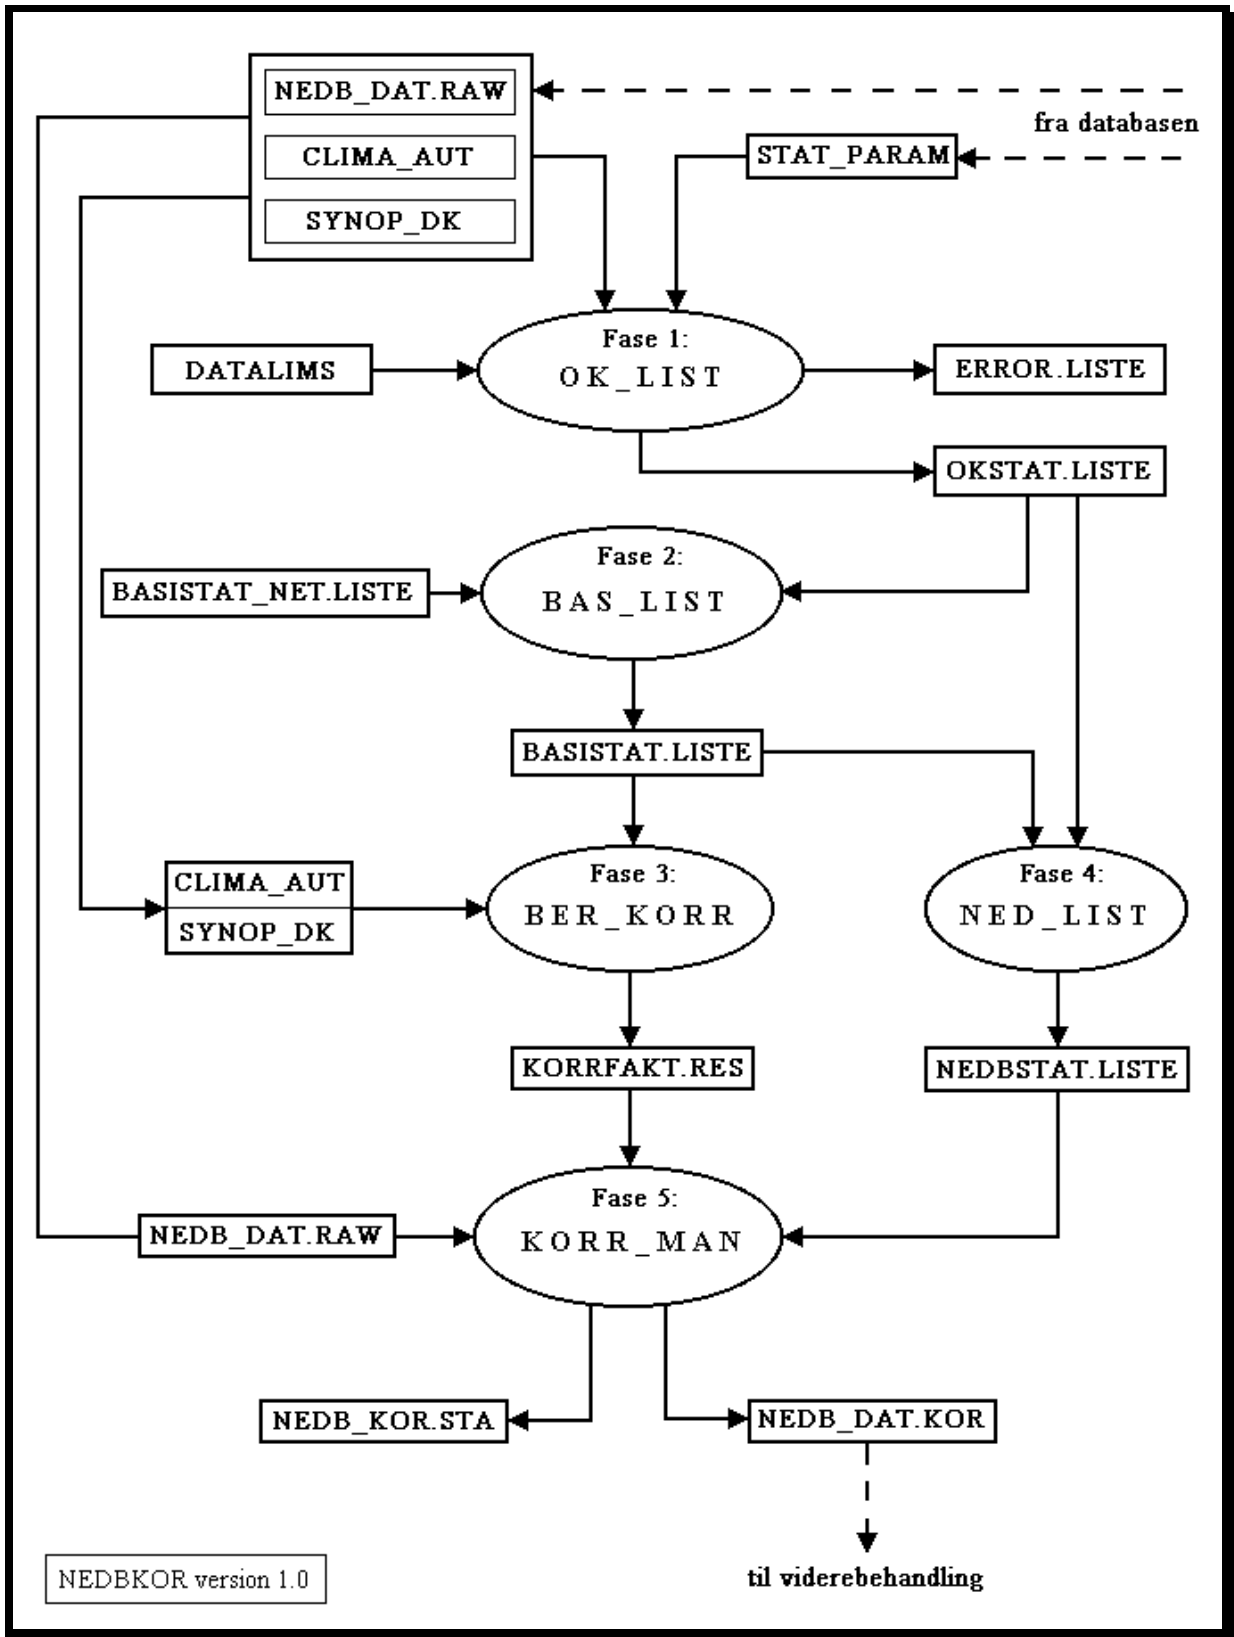 NEDB_DAT.RAW
fra databasen
CLIMA_AUT
STAT_PARAM
SYNOP_DK
Fase 1:
OK_LIST
DATALIMS
ERROR.LISTE
OKSTAT.LISTE
Fase 2:
BAS_LIST
BASISTAT_NET.LISTE
BASISTAT.LISTE
Fase 3:
BER_KORR
Fase 4:
NED_LIST
CLIMA_AUT
SYNOP_DK
KORRFAKT.RES
NEDBSTAT.LISTE
Fase 5:
KORR_MAN
NEDB_DAT.RAW
NEDB_KOR.STA
NEDB_DAT.KOR
til viderebehandling
NEDBKOR version 1.0